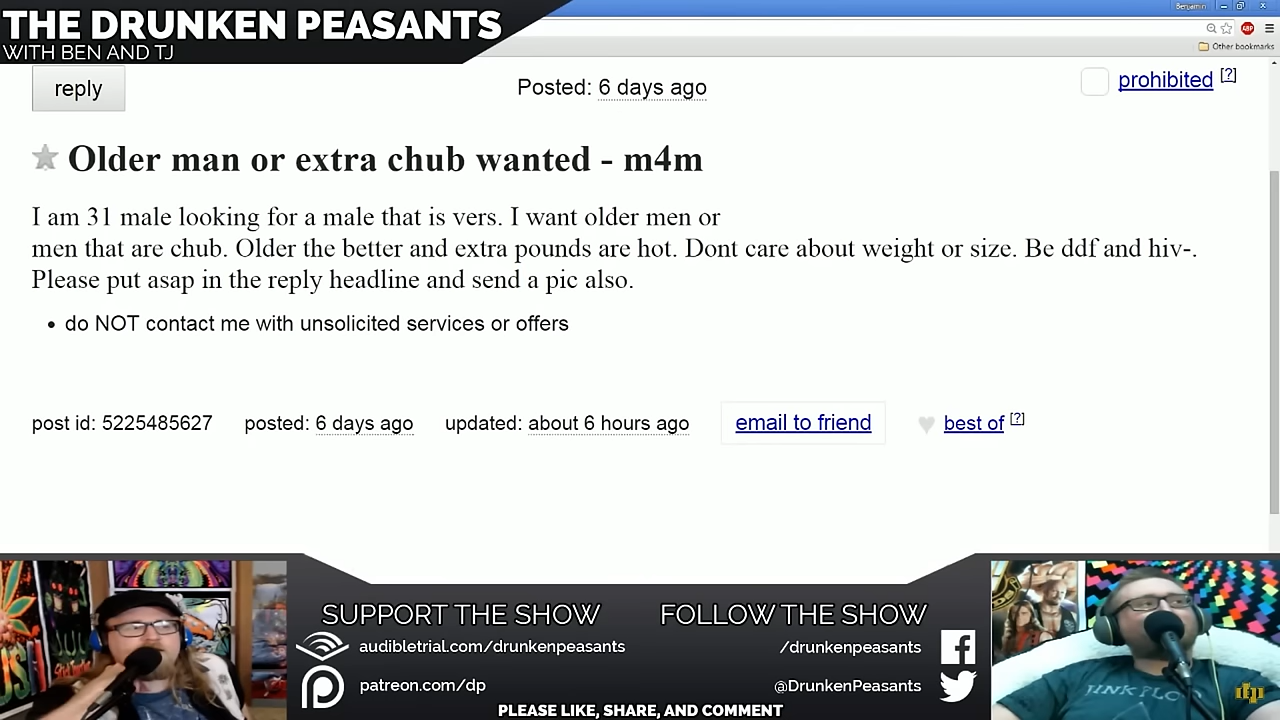 THE DRUNKEN PEASANTS
WITH BEN AND TJ
Benjamin
ABP
Other bookmarks
reply
Posted: 6 days ago
prohibited [?]
Older man or extra chub wanted - m4m
I am 31 male looking for a male that is vers. I want older men or
men that are chub. Older the better and extra pounds are hot. Dont care about weight or size. Be ddf and hiv-.
Please put asap in the reply headline and send a pic also.
• do NOT contact me with unsolicited services or offers
post id: 5225485627 posted: 6 days ago updated: about 6 hours ago email to friend best of [?]
SUPPORT THE SHOW
audibletrial.com/drunkenpeasants
patreon.com/dp
FOLLOW THE SHOW
/drunkenpeasants
@DrunkenPeasants
PLEASE LIKE, SHARE, AND COMMENT
dp